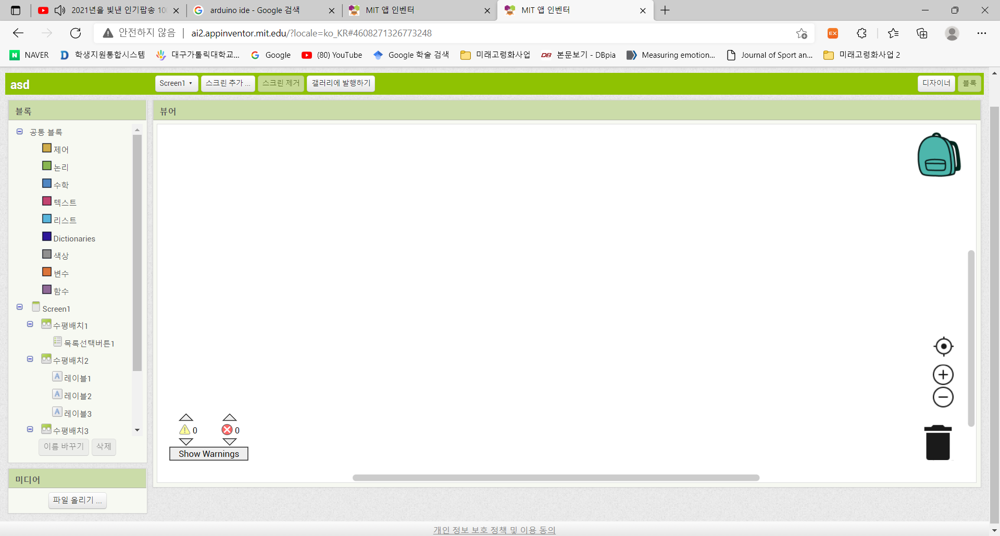 2021년을 빛낸 인기팝송 10
arduino ide - Google 검색
MIT 앱 인벤터
MIT 앱 인벤터
안전하지 않음
ai2.appinventor.mit.edu/?locale=ko_KR#4608271326773248
EX
NAVER
학생지원통합시스템
대구가톨릭대학교...
Google
(80) YouTube
Google 학술 검색
미래고령화사업
DB
본문보기 - DBpia
Measuring emotion...
Journal of Sport an...
미래고령화사업 2
asd
Screen1
스크린 추가 ...
스크린 제거
갤러리에 발행하기
디자이너
블록
블록
뷰어
공통 블록
제어
논리
수학
텍스트
리스트
Dictionaries
색상
변수
함수
Screen1
수평배치1
목록선택버튼1
수평배치2
레이블1
레이블2
레이블3
수평배치3
이름 바꾸기
삭제
0
0
Show Warnings
미디어
파일 올리기 ...
개인 정보 보호 정책 및 이용 동의